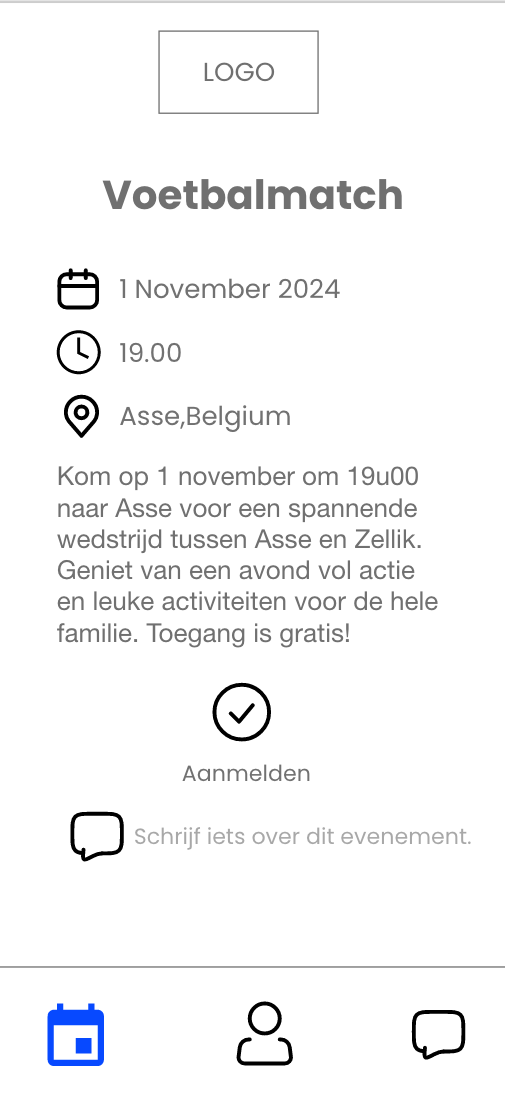 LOGO
Voetbalmatch
1 November 2024
19.00
Asse,Belgium
Kom op 1 november om 19u00
naar Asse voor een spannende
wedstrijd tussen Asse en Zellik.
Geniet van een avond vol actie
en leuke activiteiten voor de hele
familie. Toegang is gratis!
Aanmelden
Schrijf iets over dit evenement.